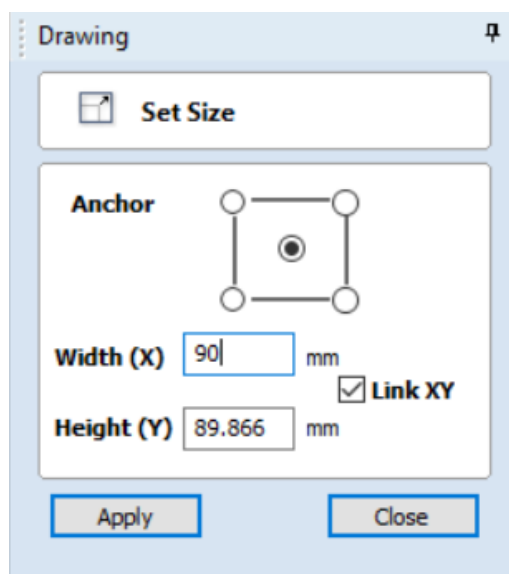 Drawing
Set Size
Anchor
Width (X) 90 mm
Link XY
Height (Y) 89.866 mm
Apply Close